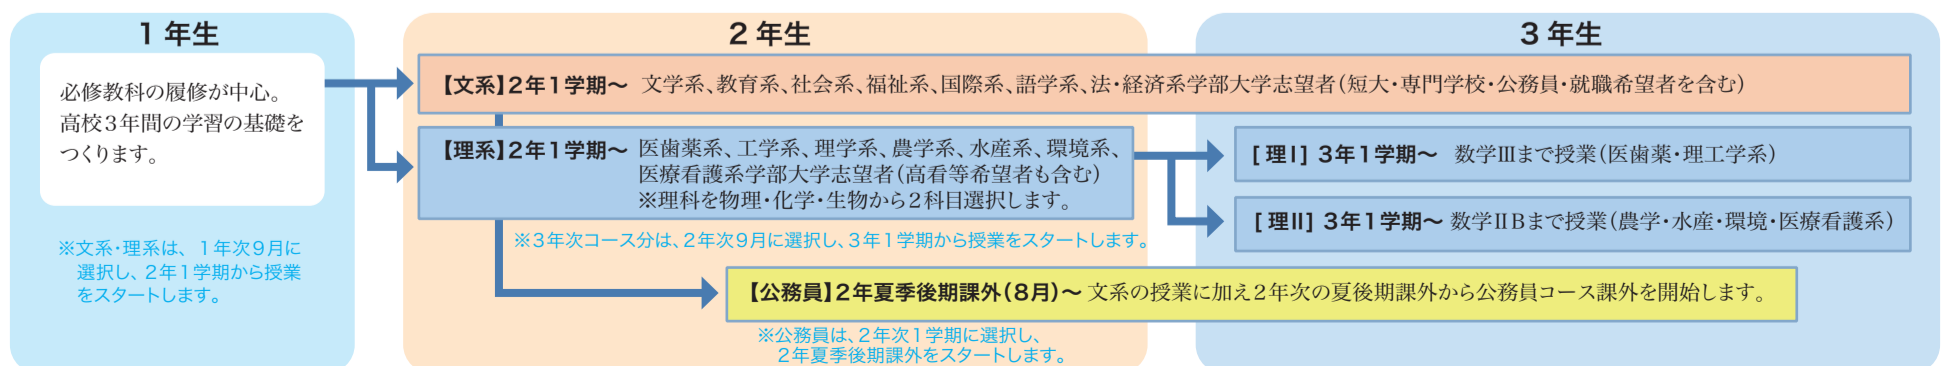 1 年生
必修教科の履修が中心。
高校3年間の学習の基礎を
つくります。
※文系・理系は、1年次9月に
選択し、2年1学期から授業
をスタートします。
2 年生
3 年生
【文系】2年1学期〜 文学系、教育系、社会系、福祉系、国際系、語学系、法・経済系学部大学志望者(短大・専門学校・公務員・就職希望者を含む)
【理系】2年1学期〜 医歯薬系、工学系、理学系、農学系、水産系、環境系、
医療看護系学部大学志望者(高看等希望者も含む)
※理科を物理・化学・生物から2科目選択します。
※3年次コース分は、2年次9月に選択し、3年1学期から授業をスタートします。
[ 理Ⅰ] 3年1学期〜 数学Ⅲまで授業(医歯薬・理工学系)
[ 理Ⅱ] 3年1学期〜 数学ⅡBまで授業(農学・水産・環境・医療看護系)
【公務員】2年夏季後期課外(8月)〜 文系の授業に加え2年次の夏後期課外から公務員コース課外を開始します。
※公務員は、2年次1学期に選択し、
2年夏季後期課外をスタートします。